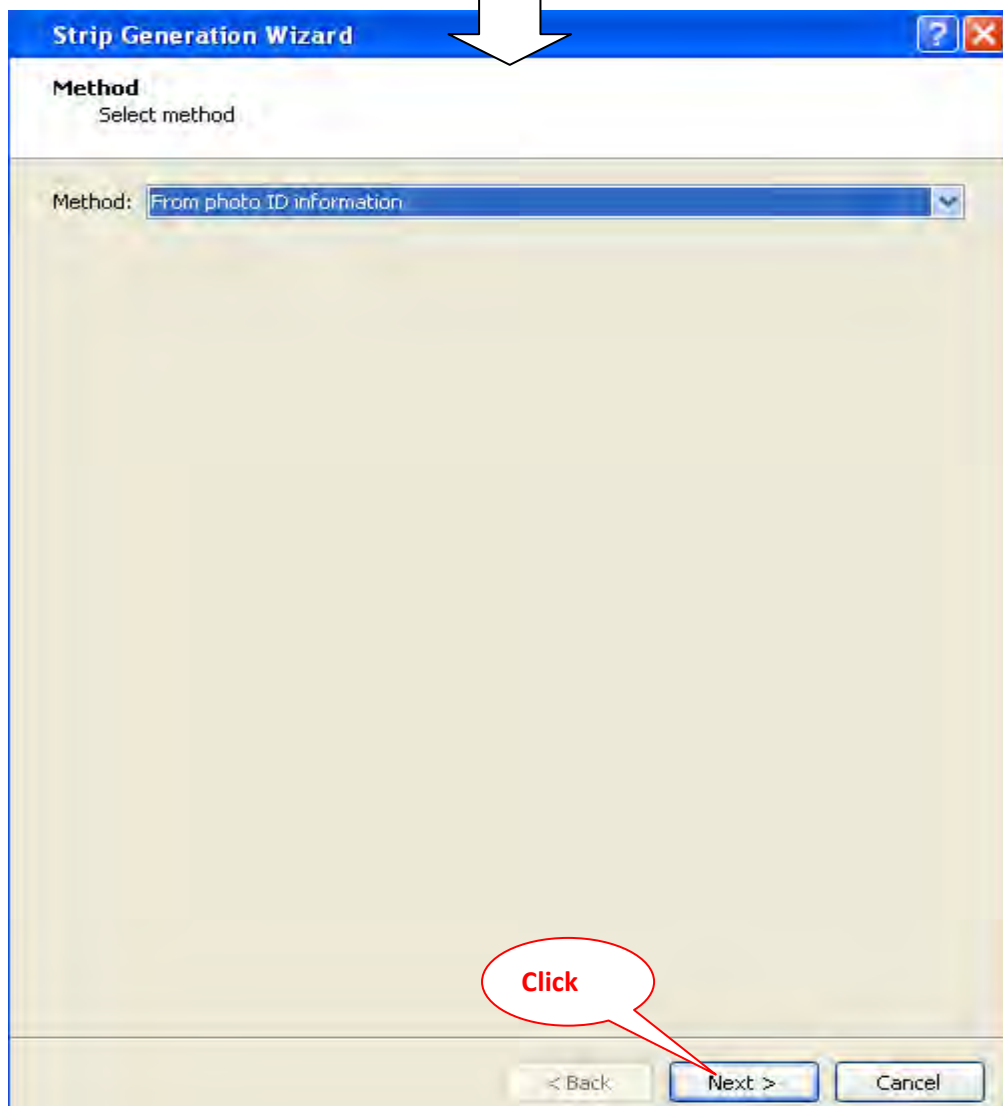 Strip Generation Wizard
Method
Select method
Method: From photo ID information
Click
< Back Next > Cancel